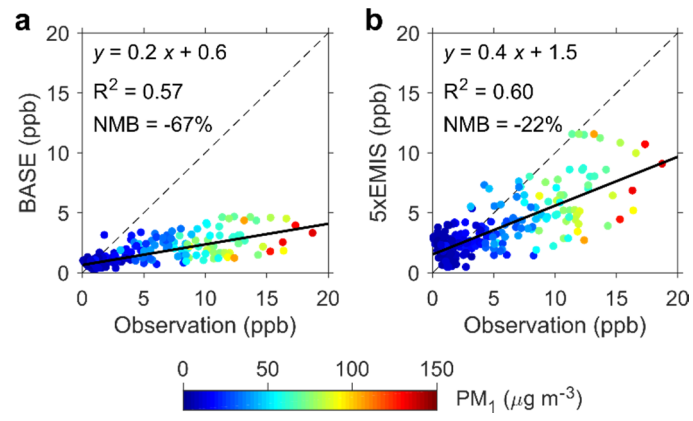 a
b
20
15
10
5
0
BASE (ppb)
y = 0.2 x + 0.6
R² = 0.57
NMB = -67%
0 5 10 15 20
Observation (ppb)
20
15
10
5
0
5xEMIS (ppb)
y = 0.4 x + 1.5
R² = 0.60
NMB = -22%
0 5 10 15 20
Observation (ppb)
0 50 100 150
PM₁ (μg m⁻³)